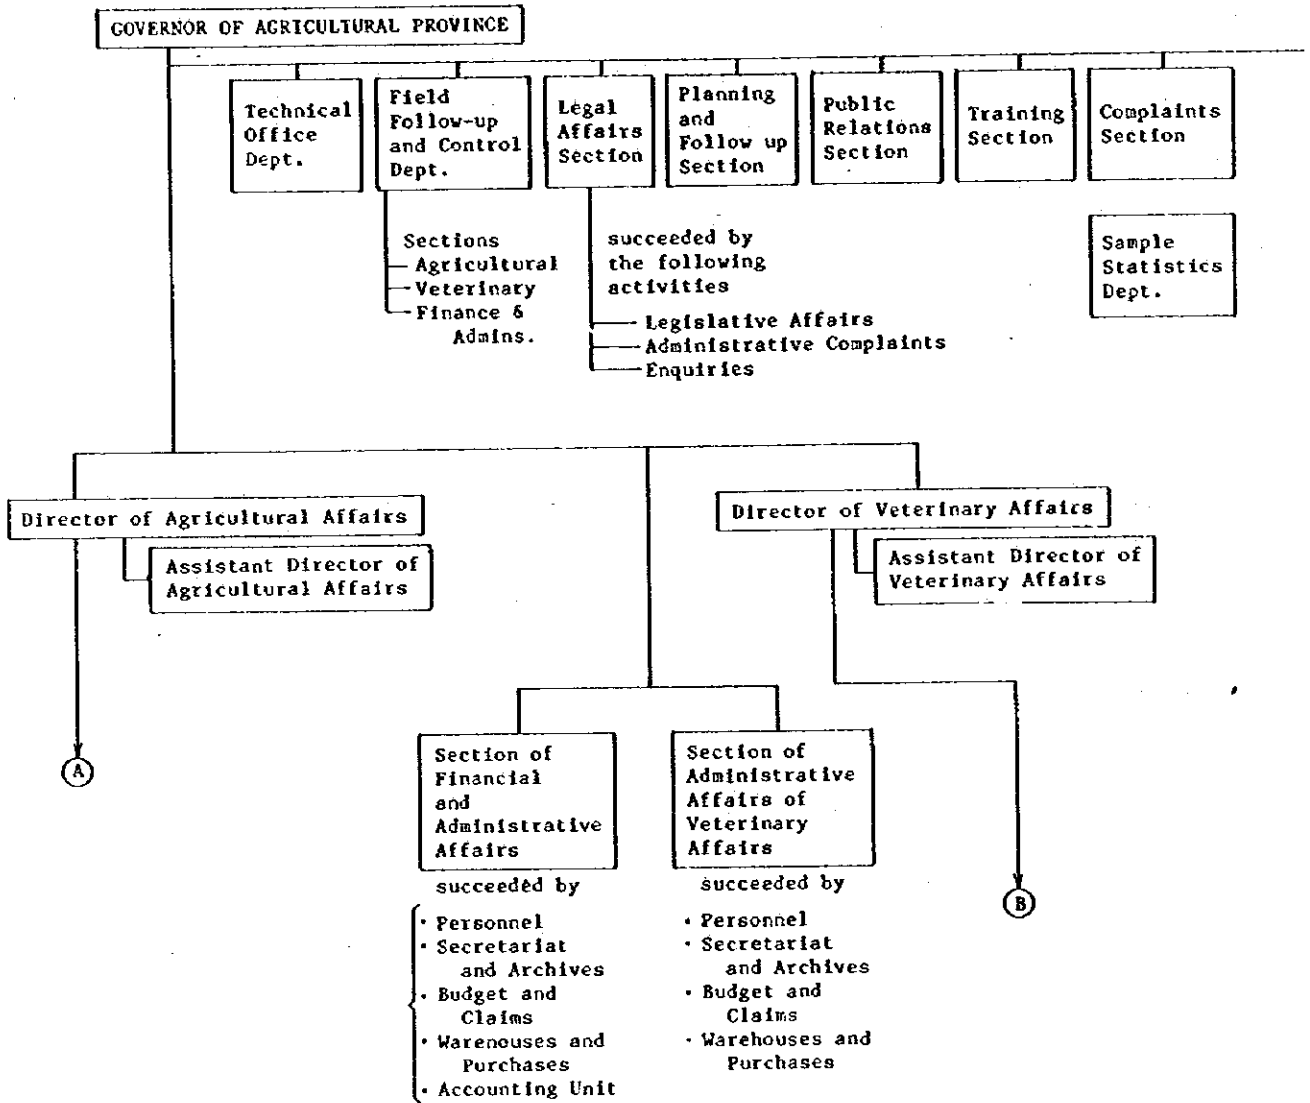 GOVERNOR OF AGRICULTURAL PROVINCE
Technical
Office
Dept.
Field
Follow-up
and Control
Dept.
Legal
Affairs
Section
Planning
and
Follow up
Section
Public
Relations
Section
Training
Section
Complaints
Section
Sections
Agricultural
Veterinary
Finance &
Admins.
succeeded by
the following
activities
Legislative Affairs
Administrative Complaints
Enquiries
Sample
Statistics
Dept.
Director of Agricultural Affairs
Assistant Director of
Agricultural Affairs
Director of Veterinary Affairs
Assistant Director of
Veterinary Affairs
A
Section of
Financial
and
Administrative
Affairs
succeeded by
· Personnel
· Secretariat
and Archives
· Budget and
Claims
· Warenouses and
Purchases
· Accounting Unit
Section of
Administrative
Affairs of
Veterinary
Affairs
succeeded by
· Personnel
· Secretariat
and Archives
· Budget and
Claims
· Warehouses and
Purchases
B